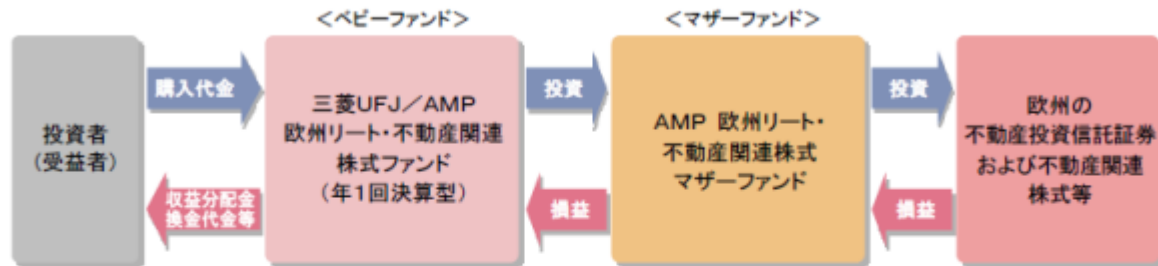 ＜ベビーファンド＞
＜マザーファンド＞
投資者
（受益者）
購入代金
収益分配金
換金代金等
三菱UFJ／AMP
欧州リート・不動産関連
株式ファンド
（年1回決算型）
投資
損益
AMP 欧州リート・
不動産関連株式
マザーファンド
投資
損益
欧州の
不動産投資信託証券
および不動産関連
株式等